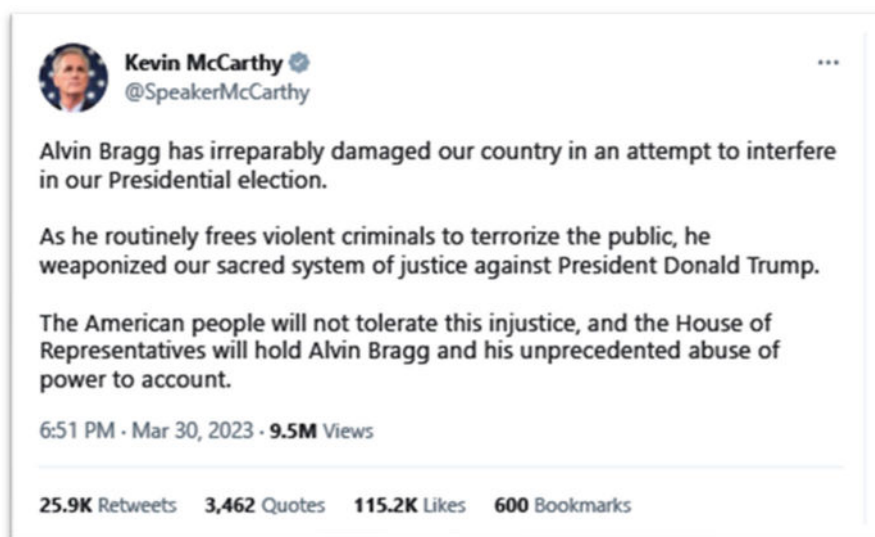 Kevin McCarthy
@SpeakerMcCarthy
Alvin Bragg has irreparably damaged our country in an attempt to interfere
in our Presidential election.
As he routinely frees violent criminals to terrorize the public, he
weaponized our sacred system of justice against President Donald Trump.
The American people will not tolerate this injustice, and the House of
Representatives will hold Alvin Bragg and his unprecedented abuse of
power to account.
6:51 PM · Mar 30, 2023 · 9.5M Views
25.9K Retweets 3,462 Quotes 115.2K Likes 600 Bookmarks